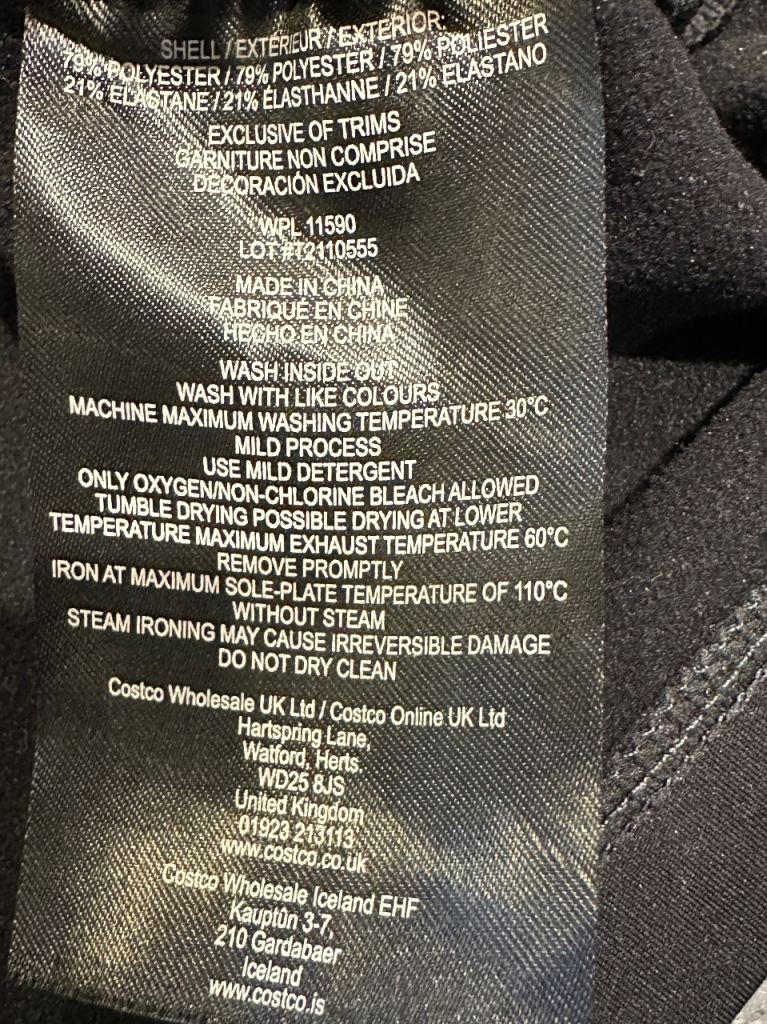 SHELL / EXTÉRIEUR / EXTERIOR:
79% POLYESTER / 79% POLYESTER / 79% POLIÉSTER
21% ELASTANE / 21% ÉLASTHANNE / 21% ELASTANO
EXCLUSIVE OF TRIMS
GARNITURE NON COMPRISE
DECORACIÓN EXCLUIDA
WPL 11590
LOT #T2110555
MADE IN CHINA
FABRIQUÉ EN CHINE
HECHO EN CHINA
WASH INSIDE OUT
WASH WITH LIKE COLOURS
MACHINE MAXIMUM WASHING TEMPERATURE 30°C
MILD PROCESS
USE MILD DETERGENT
ONLY OXYGEN/NON-CHLORINE BLEACH ALLOWED
TUMBLE DRYING POSSIBLE DRYING AT LOWER
TEMPERATURE MAXIMUM EXHAUST TEMPERATURE 60°C
REMOVE PROMPTLY
IRON AT MAXIMUM SOLE-PLATE TEMPERATURE OF 110°C
WITHOUT STEAM
STEAM IRONING MAY CAUSE IRREVERSIBLE DAMAGE
DO NOT DRY CLEAN
Costco Wholesale UK Ltd / Costco Online UK Ltd
Hartspring Lane,
Watford, Herts.
WD25 8JS
United Kingdom
01923 213113
www.costco.co.uk
Costco Wholesale Iceland EHF
Kauptûn 3-7,
210 Gardabaer
Iceland
www.costco.is